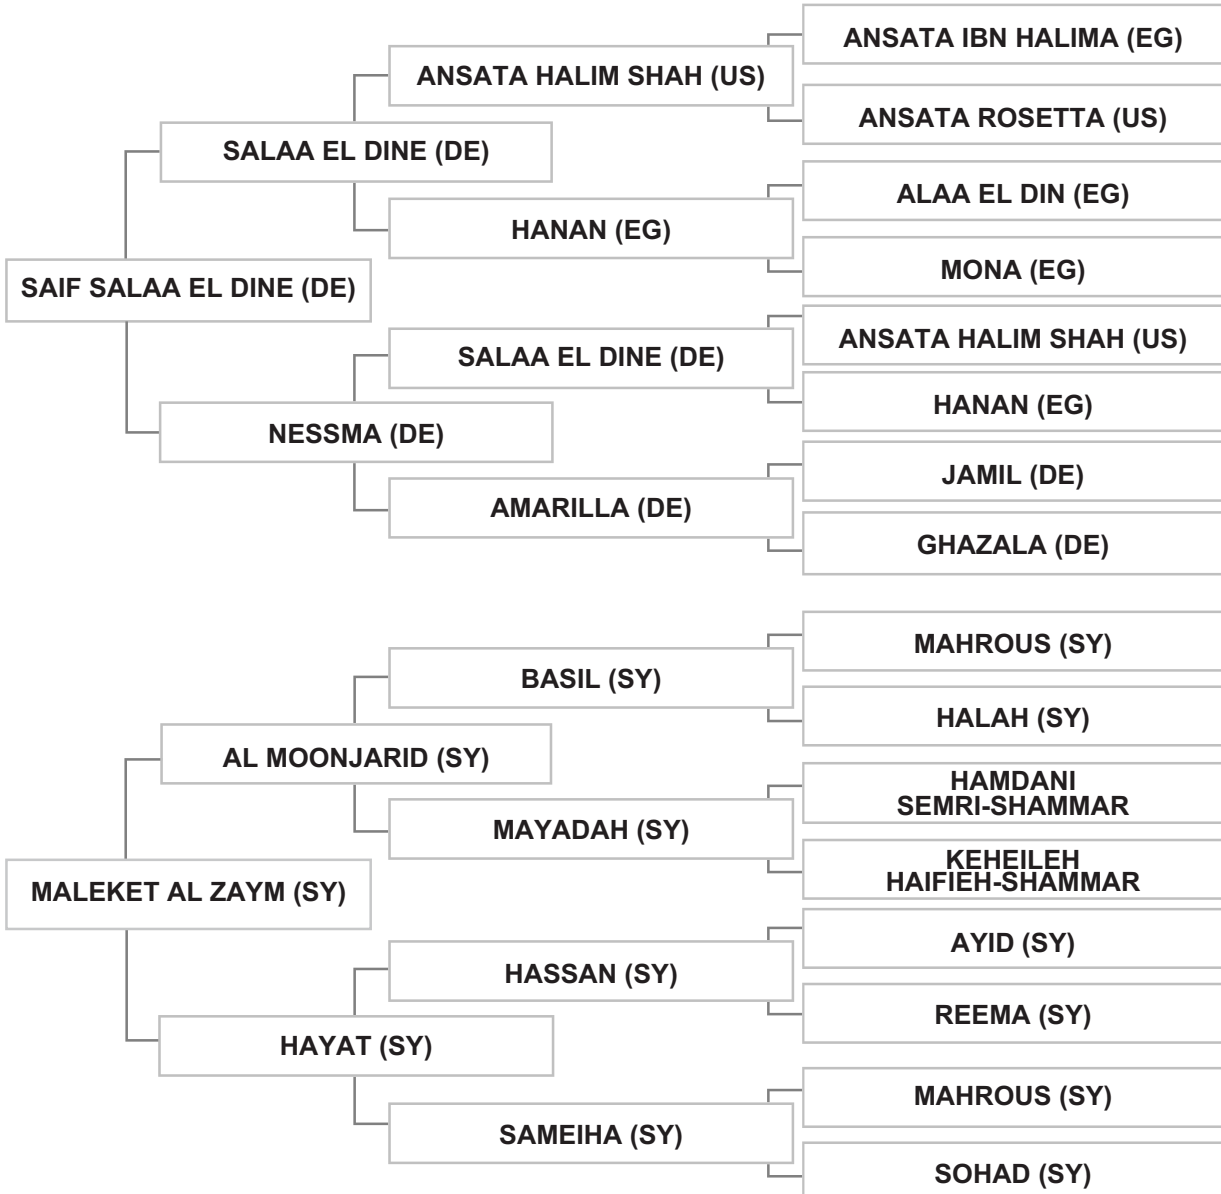 ANSATA IBN HALIMA (EG)
ANSATA HALIM SHAH (US)
ANSATA ROSETTA (US)
SALAA EL DINE (DE)
ALAA EL DIN (EG)
HANAN (EG)
MONA (EG)
SAIF SALAA EL DINE (DE)
ANSATA HALIM SHAH (US)
SALAA EL DINE (DE)
HANAN (EG)
NESSMA (DE)
JAMIL (DE)
AMARILLA (DE)
GHAZALA (DE)
MAHROUS (SY)
BASIL (SY)
HALAH (SY)
AL MOONJARID (SY)
HAMDANI
SEMRI-SHAMMAR
MAYADAH (SY)
KEHEILEH
HAIFIEH-SHAMMAR
MALEKET AL ZAYM (SY)
AYID (SY)
HASSAN (SY)
REEMA (SY)
HAYAT (SY)
MAHROUS (SY)
SAMEIHA (SY)
SOHAD (SY)